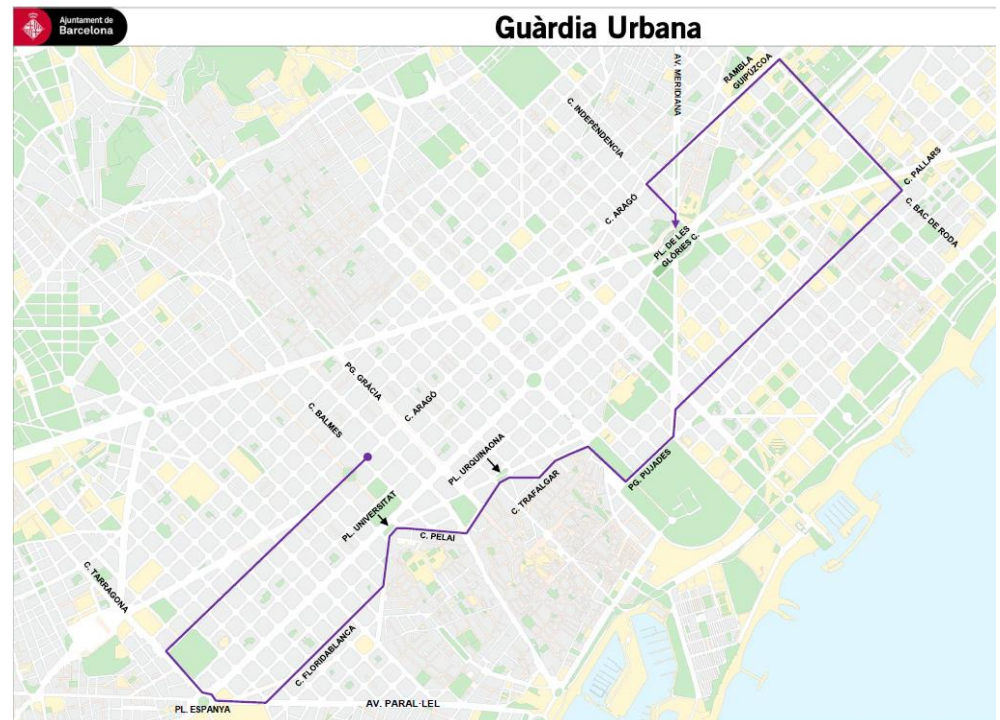 Ajuntament de
Barcelona
Guàrdia Urbana
AV. MERIDIANA
RAMBLA
GUIPÚZCOA
C. INDEPÈNDENCIA
C. PALLARS
C. ARAGÓ
C. BAC DE RODA
PL. DE LES
GLÒRIES C.
PG. GRÀCIA
C. ARAGÓ
C. BALMES
PL. URQUINAONA
C. TRAFALGAR
PG. PUJADES
PL. UNIVERSITAT
C. PELAI
C. TARRAGONA
C. FLORIDABLANCA
PL. ESPANYA
AV. PARAL·LEL